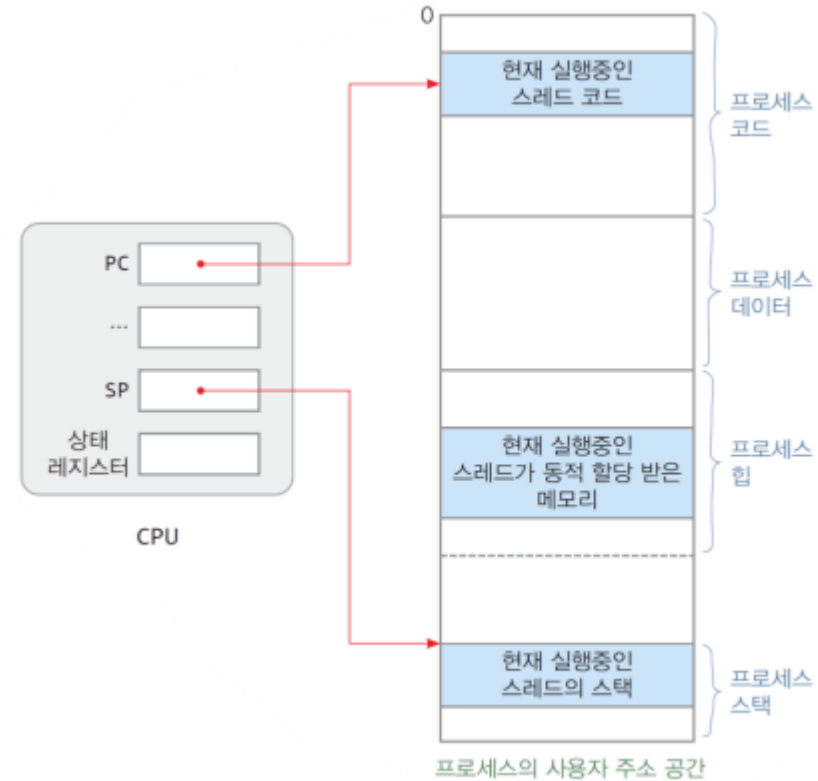 0
현재 실행중인
스레드 코드
프로세스
코드
PC
...
SP
상태
레지스터
CPU
프로세스
데이터
현재 실행중인
스레드가 동적 할당 받은
메모리
프로세스
힙
현재 실행중인
스레드의 스택
프로세스
스택
프로세스의 사용자 주소 공간